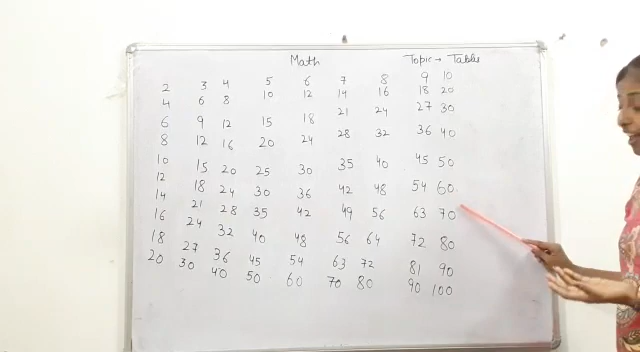 Math Topic → Tables
2 3 4 5 6 7 8 9 10
4 6 8 10 12 14 16 18 20
6 9 12 15 18 21 24 27 30
8 12 16 20 24 28 32 36 40
10 15 20 25 30 35 40 45 50
12 18 24 30 36 42 48 54 60
14 21 28 35 42 49 56 63 70
16 24 32 40 48 56 64 72 80
18 27 36 45 54 63 72 81 90
20 30 40 50 60 70 80 90 100